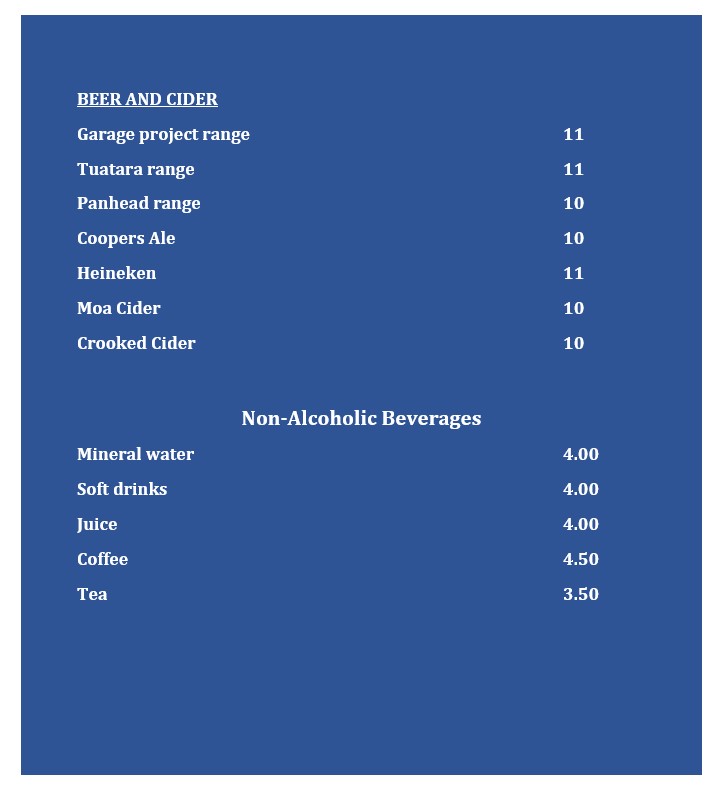 BEER AND CIDER
Garage project range 11
Tuatara range 11
Panhead range 10
Coopers Ale 10
Heineken 11
Moa Cider 10
Crooked Cider 10
Non-Alcoholic Beverages
Mineral water 4.00
Soft drinks 4.00
Juice 4.00
Coffee 4.50
Tea 3.50